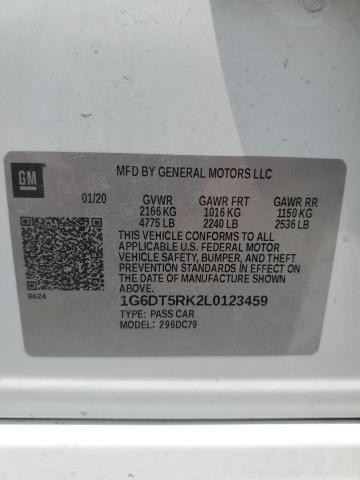 GM
MFD BY GENERAL MOTORS LLC
01/20 GVWR GAWR FRT GAWR RR
2166 KG 1016 KG 1150 KG
4775 LB 2240 LB 2536 LB
THIS VEHICLE CONFORMS TO ALL APPLICABLE
U.S. FEDERAL MOTOR
VEHICLE SAFETY, BUMPER, AND THEFT
PREVENTION STANDARDS IN EFFECT ON THE
DATE OF MANUFACTURE SHOWN ABOVE.
8624
1G6DT5RK2L0123459
TYPE: PASS CAR
MODEL: 296DC79